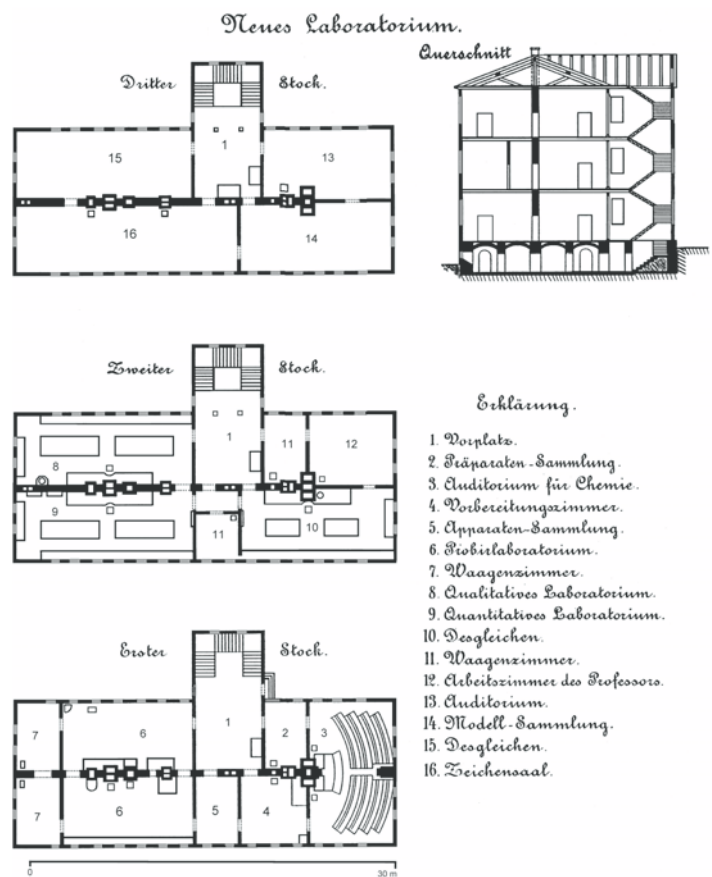 Neues Laboratorium.
Querschnitt
Dritter Stock.
15
1
13
16
14
Zweiter Stock.
8
1
11
12
9
11
10
Erster Stock.
7
6
1
2
3
7
6
5
4
0 30 m
Erklärung.
1. Vorplatz.
2. Präparaten-Sammlung.
3. Auditorium für Chemie.
4. Vorbereitungszimmer.
5. Apparaten-Sammlung.
6. Probirlaboratorium.
7. Waagenzimmer.
8. Qualitatives Laboratorium.
9. Quantitatives Laboratorium.
10. Desgleichen.
11. Waagenzimmer.
12. Arbeitszimmer des Professors.
13. Auditorium.
14. Modell-Sammlung.
15. Desgleichen.
16. Zeichensaal.